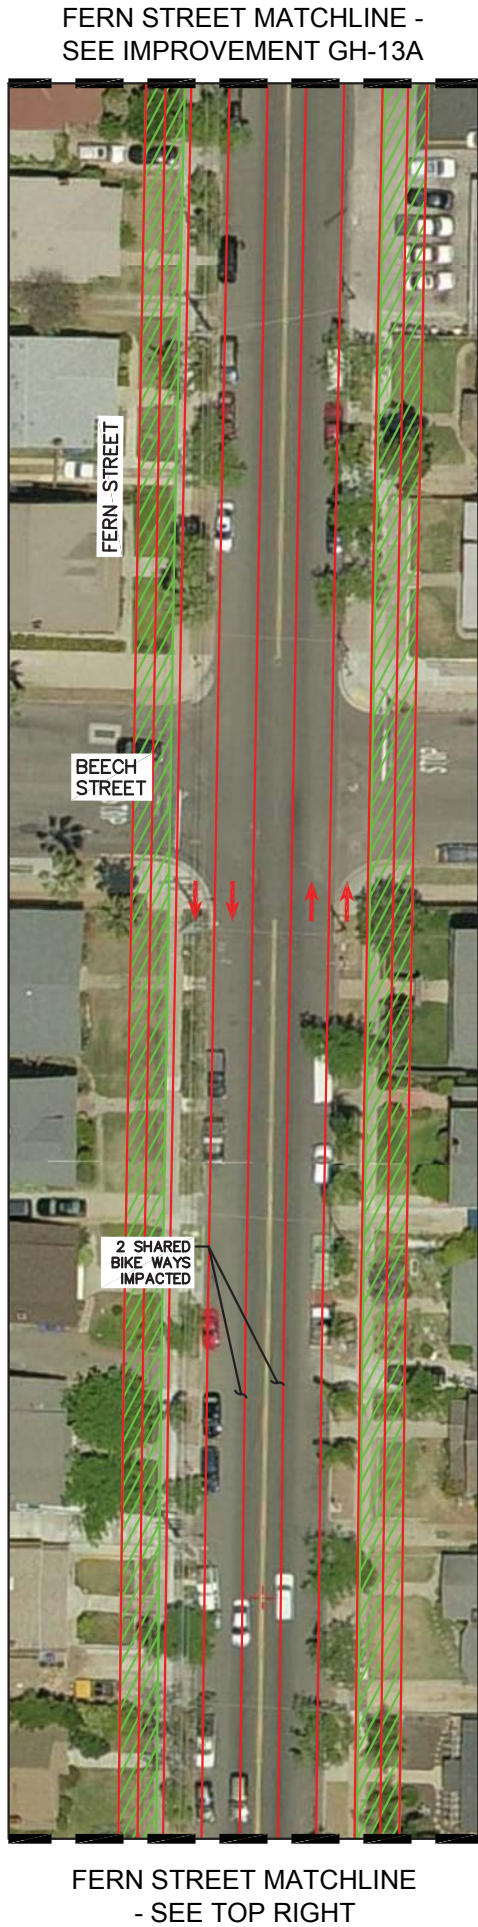 FERN STREET MATCHLINE -
SEE IMPROVEMENT GH-13A
FERN STREET
BEECH
STREET
STOP
2 SHARED
BIKE WAYS
IMPACTED
FERN STREET MATCHLINE
- SEE TOP RIGHT